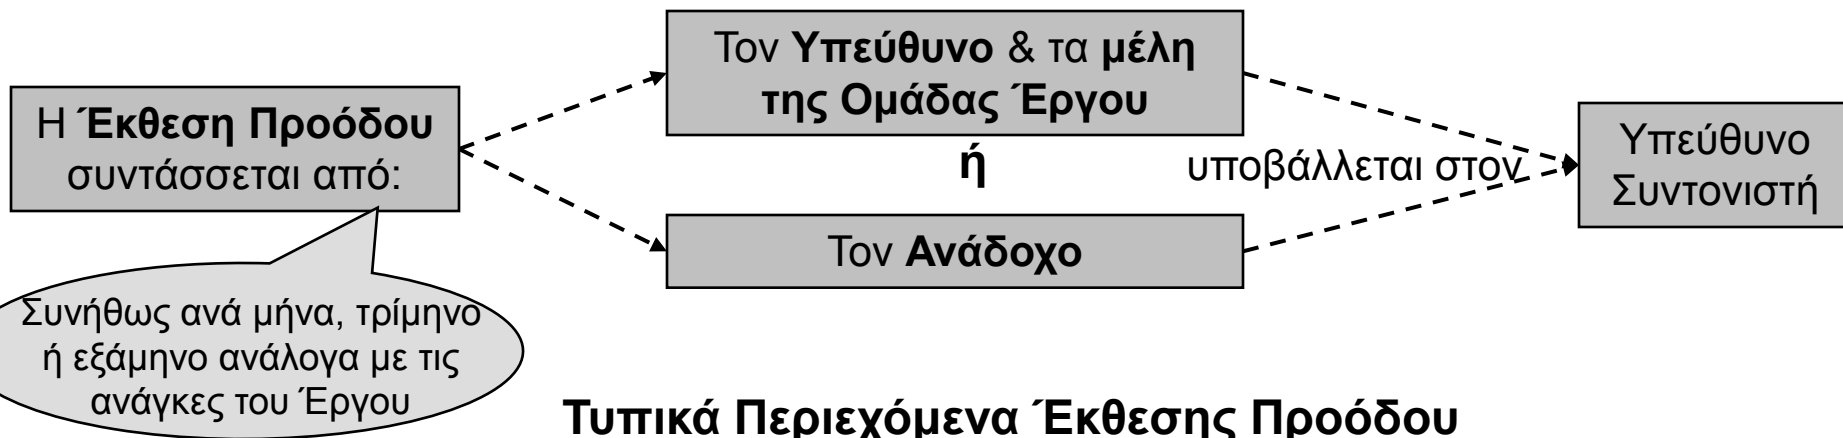 Η Έκθεση Προόδου
συντάσσεται από:
Τον Υπεύθυνο & τα μέλη
της Ομάδας Έργου
ή
Τον Ανάδοχο
υποβάλλεται στον
Υπεύθυνο
Συντονιστή
Συνήθως ανά μήνα, τρίμηνο
ή εξάμηνο ανάλογα με τις
ανάγκες του Έργου
Τυπικά Περιεχόμενα Έκθεσης Προόδου